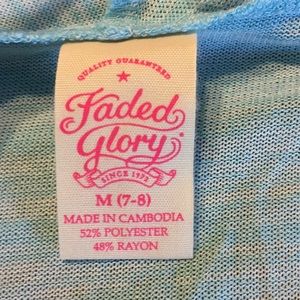 QUALITY GUARANTEED
Faded
Glory
SINCE 1972
M (7-8)
MADE IN CAMBODIA
52% POLYESTER
48% RAYON